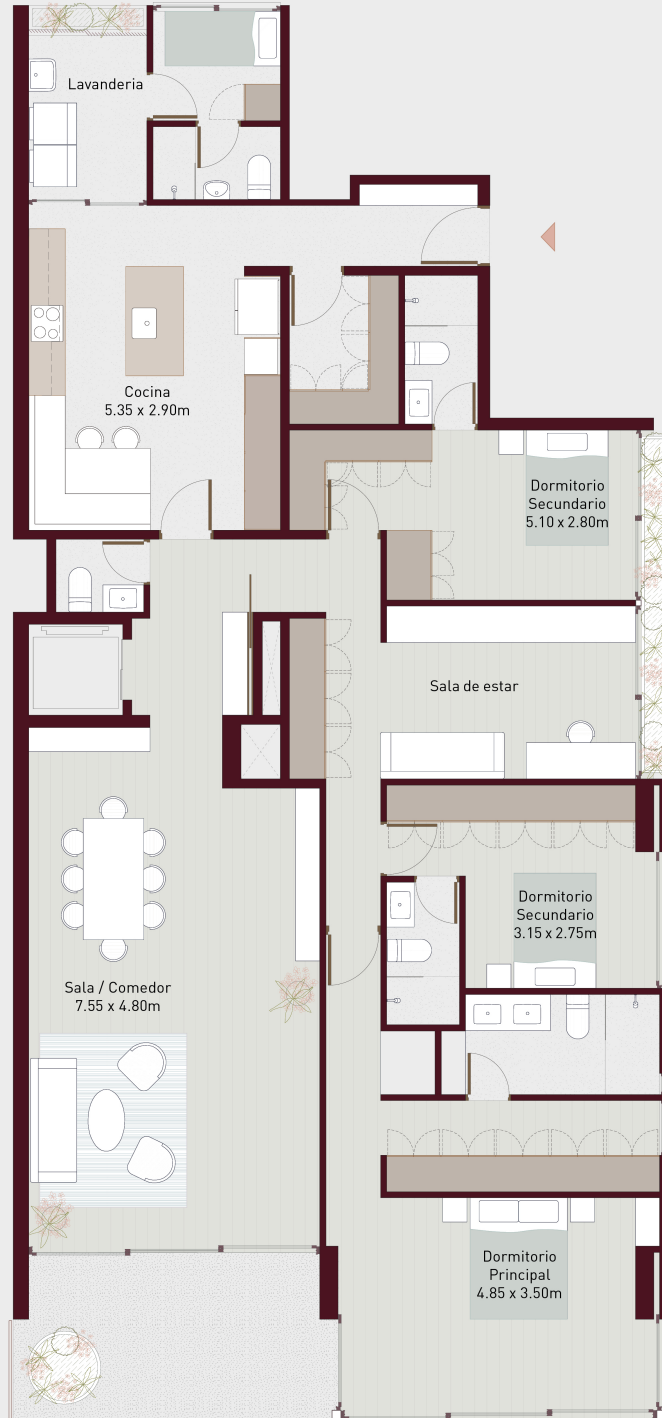 Lavanderia
Cocina
5.35 x 2.90m
Dormitorio
Secundario
5.10 x 2.80m
Sala de estar
Dormitorio
Secundario
3.15 x 2.75m
Sala / Comedor
7.55 x 4.80m
Dormitorio
Principal
4.85 x 3.50m